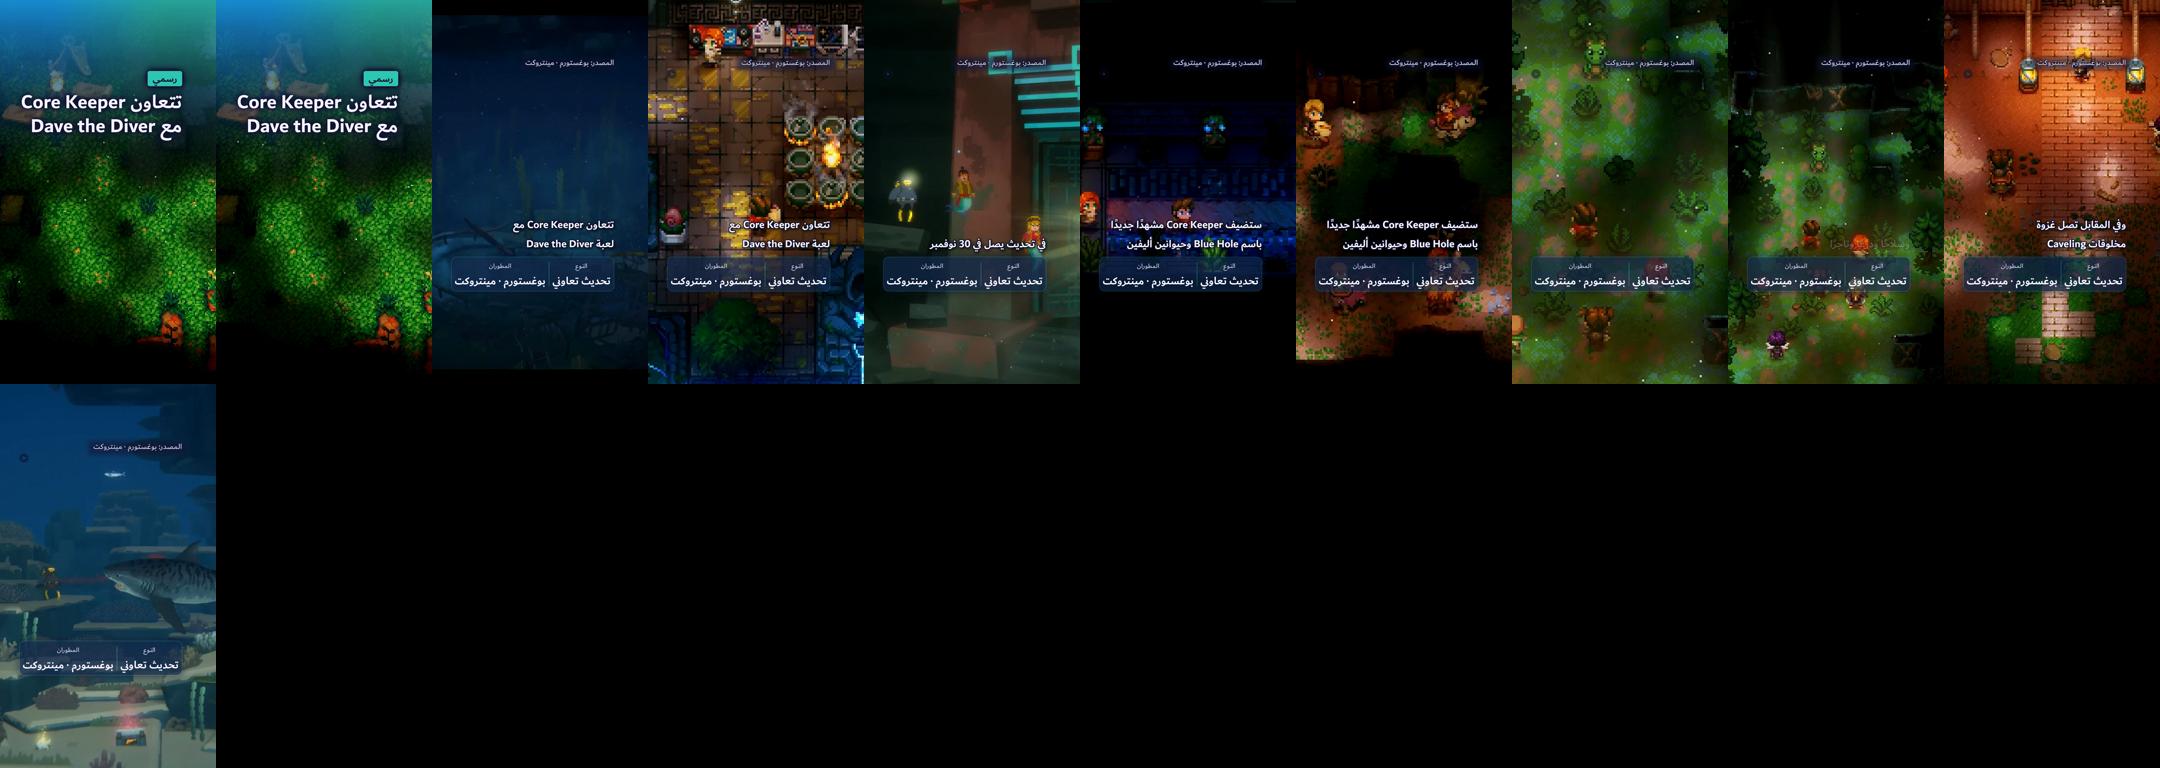 رسمي
تتعاون Core Keeper
مع Dave the Diver
رسمي
تتعاون Core Keeper
مع Dave the Diver
المصدر: بوغستورم · مينتروكت
تتعاون Core Keeper مع
لعبة Dave the Diver
النوع
المطوران
تحديث تعاوني
بوغستورم · مينتروكت
المصدر: بوغستورم · مينتروكت
تتعاون Core Keeper مع
لعبة Dave the Diver
النوع
المطوران
تحديث تعاوني
بوغستورم · مينتروكت
المصدر: بوغستورم · مينتروكت
في تحديث يصل في 30 نوفمبر
النوع
المطوران
تحديث تعاوني
بوغستورم · مينتروكت
المصدر: بوغستورم · مينتروكت
ستضيف Core Keeper مشهدًا جديدًا
باسم Blue Hole وحيوانين أليفين
النوع
المطوران
تحديث تعاوني
بوغستورم · مينتروكت
المصدر: بوغستورم · مينتروكت
ستضيف Core Keeper مشهدًا جديدًا
باسم Blue Hole وحيوانين أليفين
النوع
المطوران
تحديث تعاوني
بوغستورم · مينتروكت
المصدر: بوغستورم · مينتروكت
النوع
المطوران
تحديث تعاوني
بوغستورم · مينتروكت
المصدر: بوغستورم · مينتروكت
النوع
المطوران
تحديث تعاوني
بوغستورم · مينتروكت
المصدر: بوغستورم · مينتروكت
وفي المقابل تصل غزوة
مخلوقات Caveling
النوع
المطوران
تحديث تعاوني
بوغستورم · مينتروكت
المصدر: بوغستورم · مينتروكت
النوع
المطوران
تحديث تعاوني
بوغستورم · مينتروكت